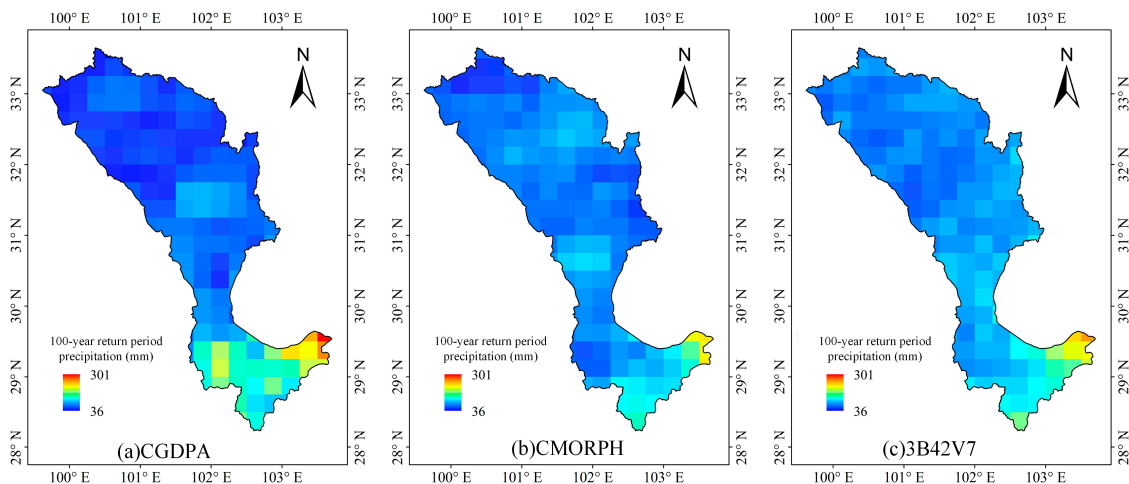 100° E 101° E 102° E 103° E 100° E 101° E 102° E 103° E 100° E 101° E 102° E 103° E
N N N
33° N 33° N 33° N 33° N 33° N 33° N
32° N 32° N 32° N 32° N 32° N 32° N
31° N 31° N 31° N 31° N 31° N 31° N
30° N 30° N 30° N 30° N 30° N 30° N
100-year return period 100-year return period 100-year return period
precipitation (mm) precipitation (mm) precipitation (mm)
29° N 29° N 29° N 29° N 29° N 29° N
301 301 301
36 36 36
28° N 28° N 28° N 28° N 28° N 28° N
(a)CGDPA (b)CMORPH (c)3B42V7
100° E 101° E 102° E 103° E 100° E 101° E 102° E 103° E 100° E 101° E 102° E 103° E